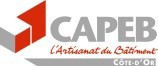 CAPEB
L'Artisanat du Bâtiment
CÔTE-D'OR